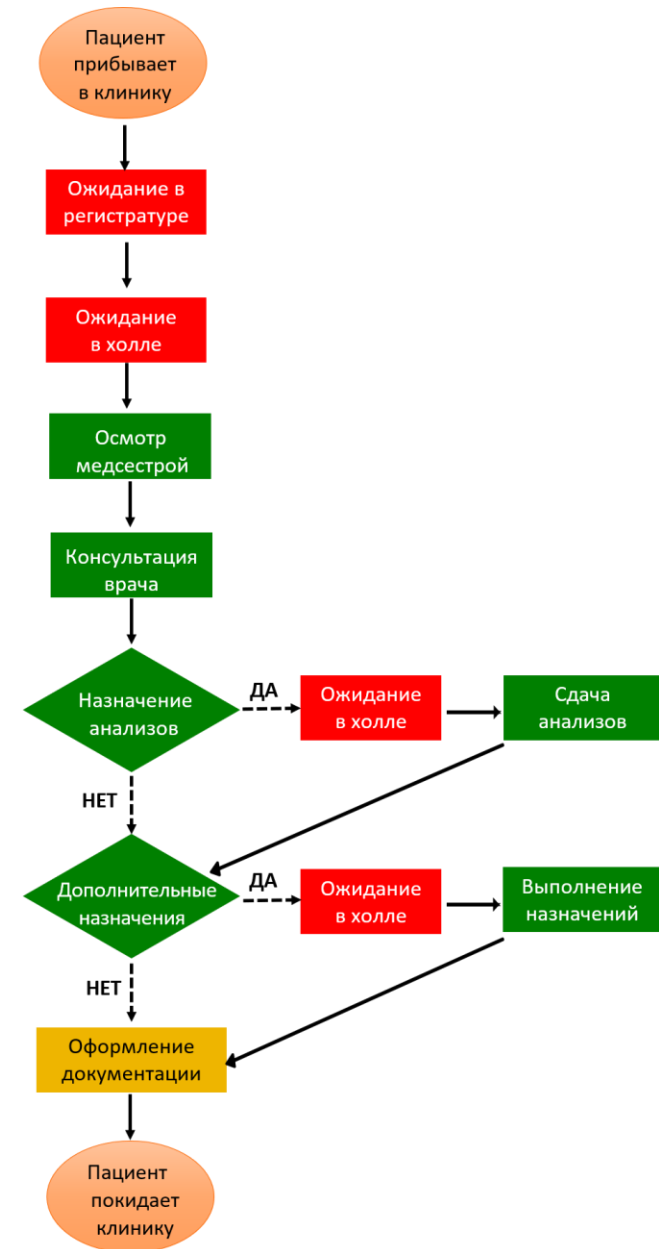 Пациент
прибывает
в клинику
Ожидание в
регистратуре
Ожидание
в холле
Осмотр
медсестрой
Консультация
врача
Назначение
анализов
ДА
Ожидание
в холле
Сдача
анализов
НЕТ
Дополнительные
назначения
ДА
Ожидание
в холле
Выполнение
назначений
НЕТ
Оформление
документации
Пациент
покидает
клинику